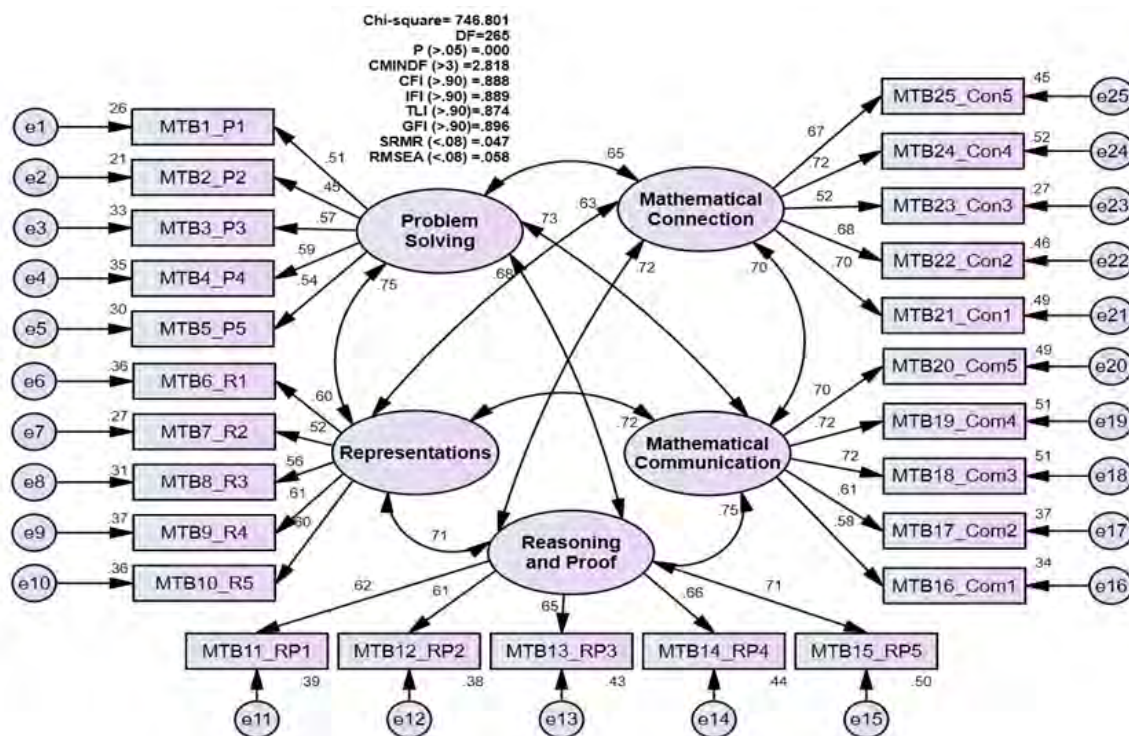 Chi-square= 746.801
DF=265
P (>.05) =.000
CMINDF (>3) =2.818
CFI (>.90) =.888
IFI (>.90) =.889
TLI (>.90)=.874
GFI (>.90)=.896
SRMR (<.08) =.047
RMSEA (<.08) =.058
e1
.26
MTB1_P1
.51
e2
.21
MTB2_P2
.45
e3
.33
MTB3_P3
.57
e4
.35
MTB4_P4
.59
e5
.30
MTB5_P5
.54
e6
.36
MTB6_R1
.60
e7
.27
MTB7_R2
.52
e8
.31
MTB8_R3
.56
e9
.37
MTB9_R4
.61
e10
.36
MTB10_R5
.60
Problem
Solving
Mathematical
Connection
Representations
Mathematical
Communication
Reasoning
and Proof
.65
.63
.73
.68
.72
.70
.75
.72
.71
.75
.67
MTB25_Con5
.45
e25
.72
MTB24_Con4
.52
e24
.52
MTB23_Con3
.27
e23
.68
MTB22_Con2
.46
e22
.70
MTB21_Con1
.49
e21
.70
MTB20_Com5
.49
e20
.72
MTB19_Com4
.51
e19
.72
MTB18_Com3
.51
e18
.61
MTB17_Com2
.37
e17
.58
MTB16_Com1
.34
e16
.62
.61
.65
.66
.71
MTB11_RP1
MTB12_RP2
MTB13_RP3
MTB14_RP4
MTB15_RP5
.39
.38
.43
.44
.50
e11
e12
e13
e14
e15